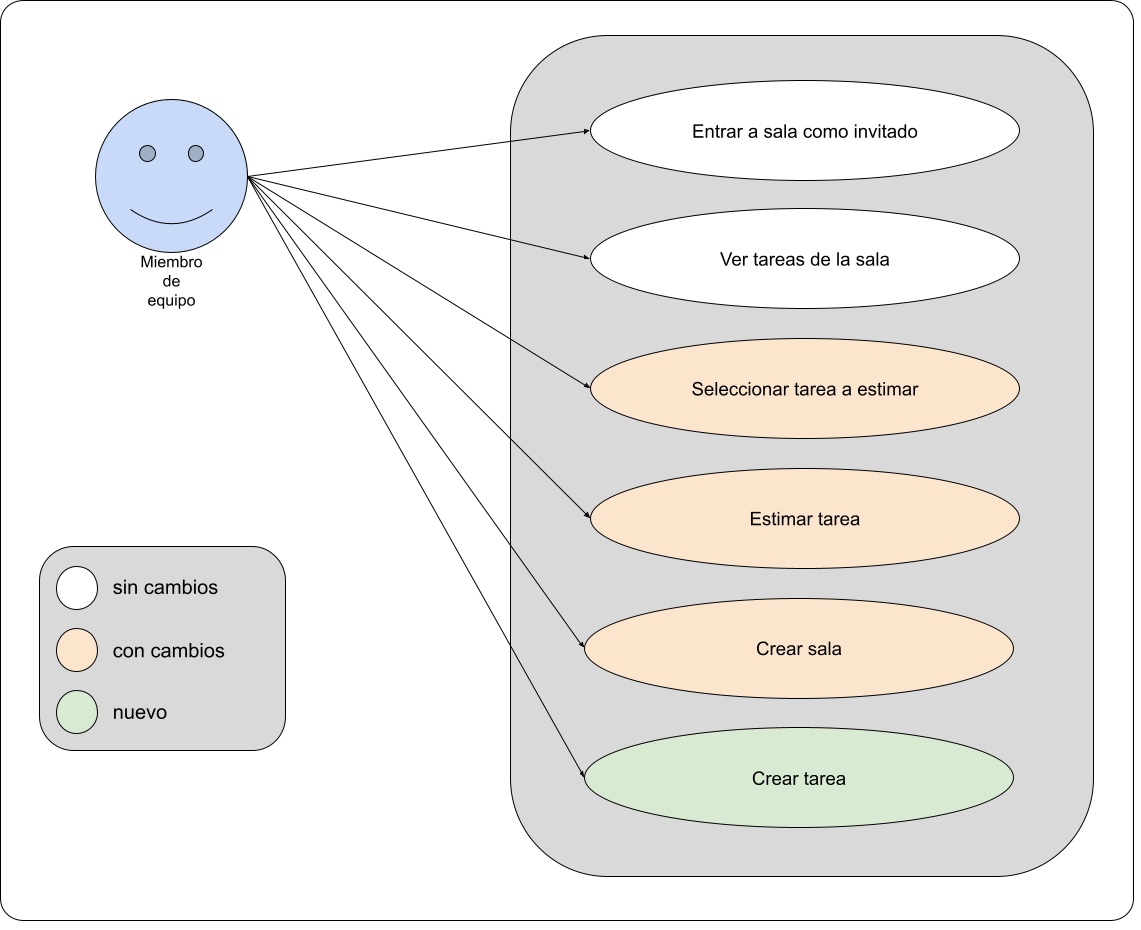 Entrar a sala como invitado
Ver tareas de la sala
Miembro
de
equipo
Seleccionar tarea a estimar
Estimar tarea
sin cambios
con cambios
nuevo
Crear sala
Crear tarea